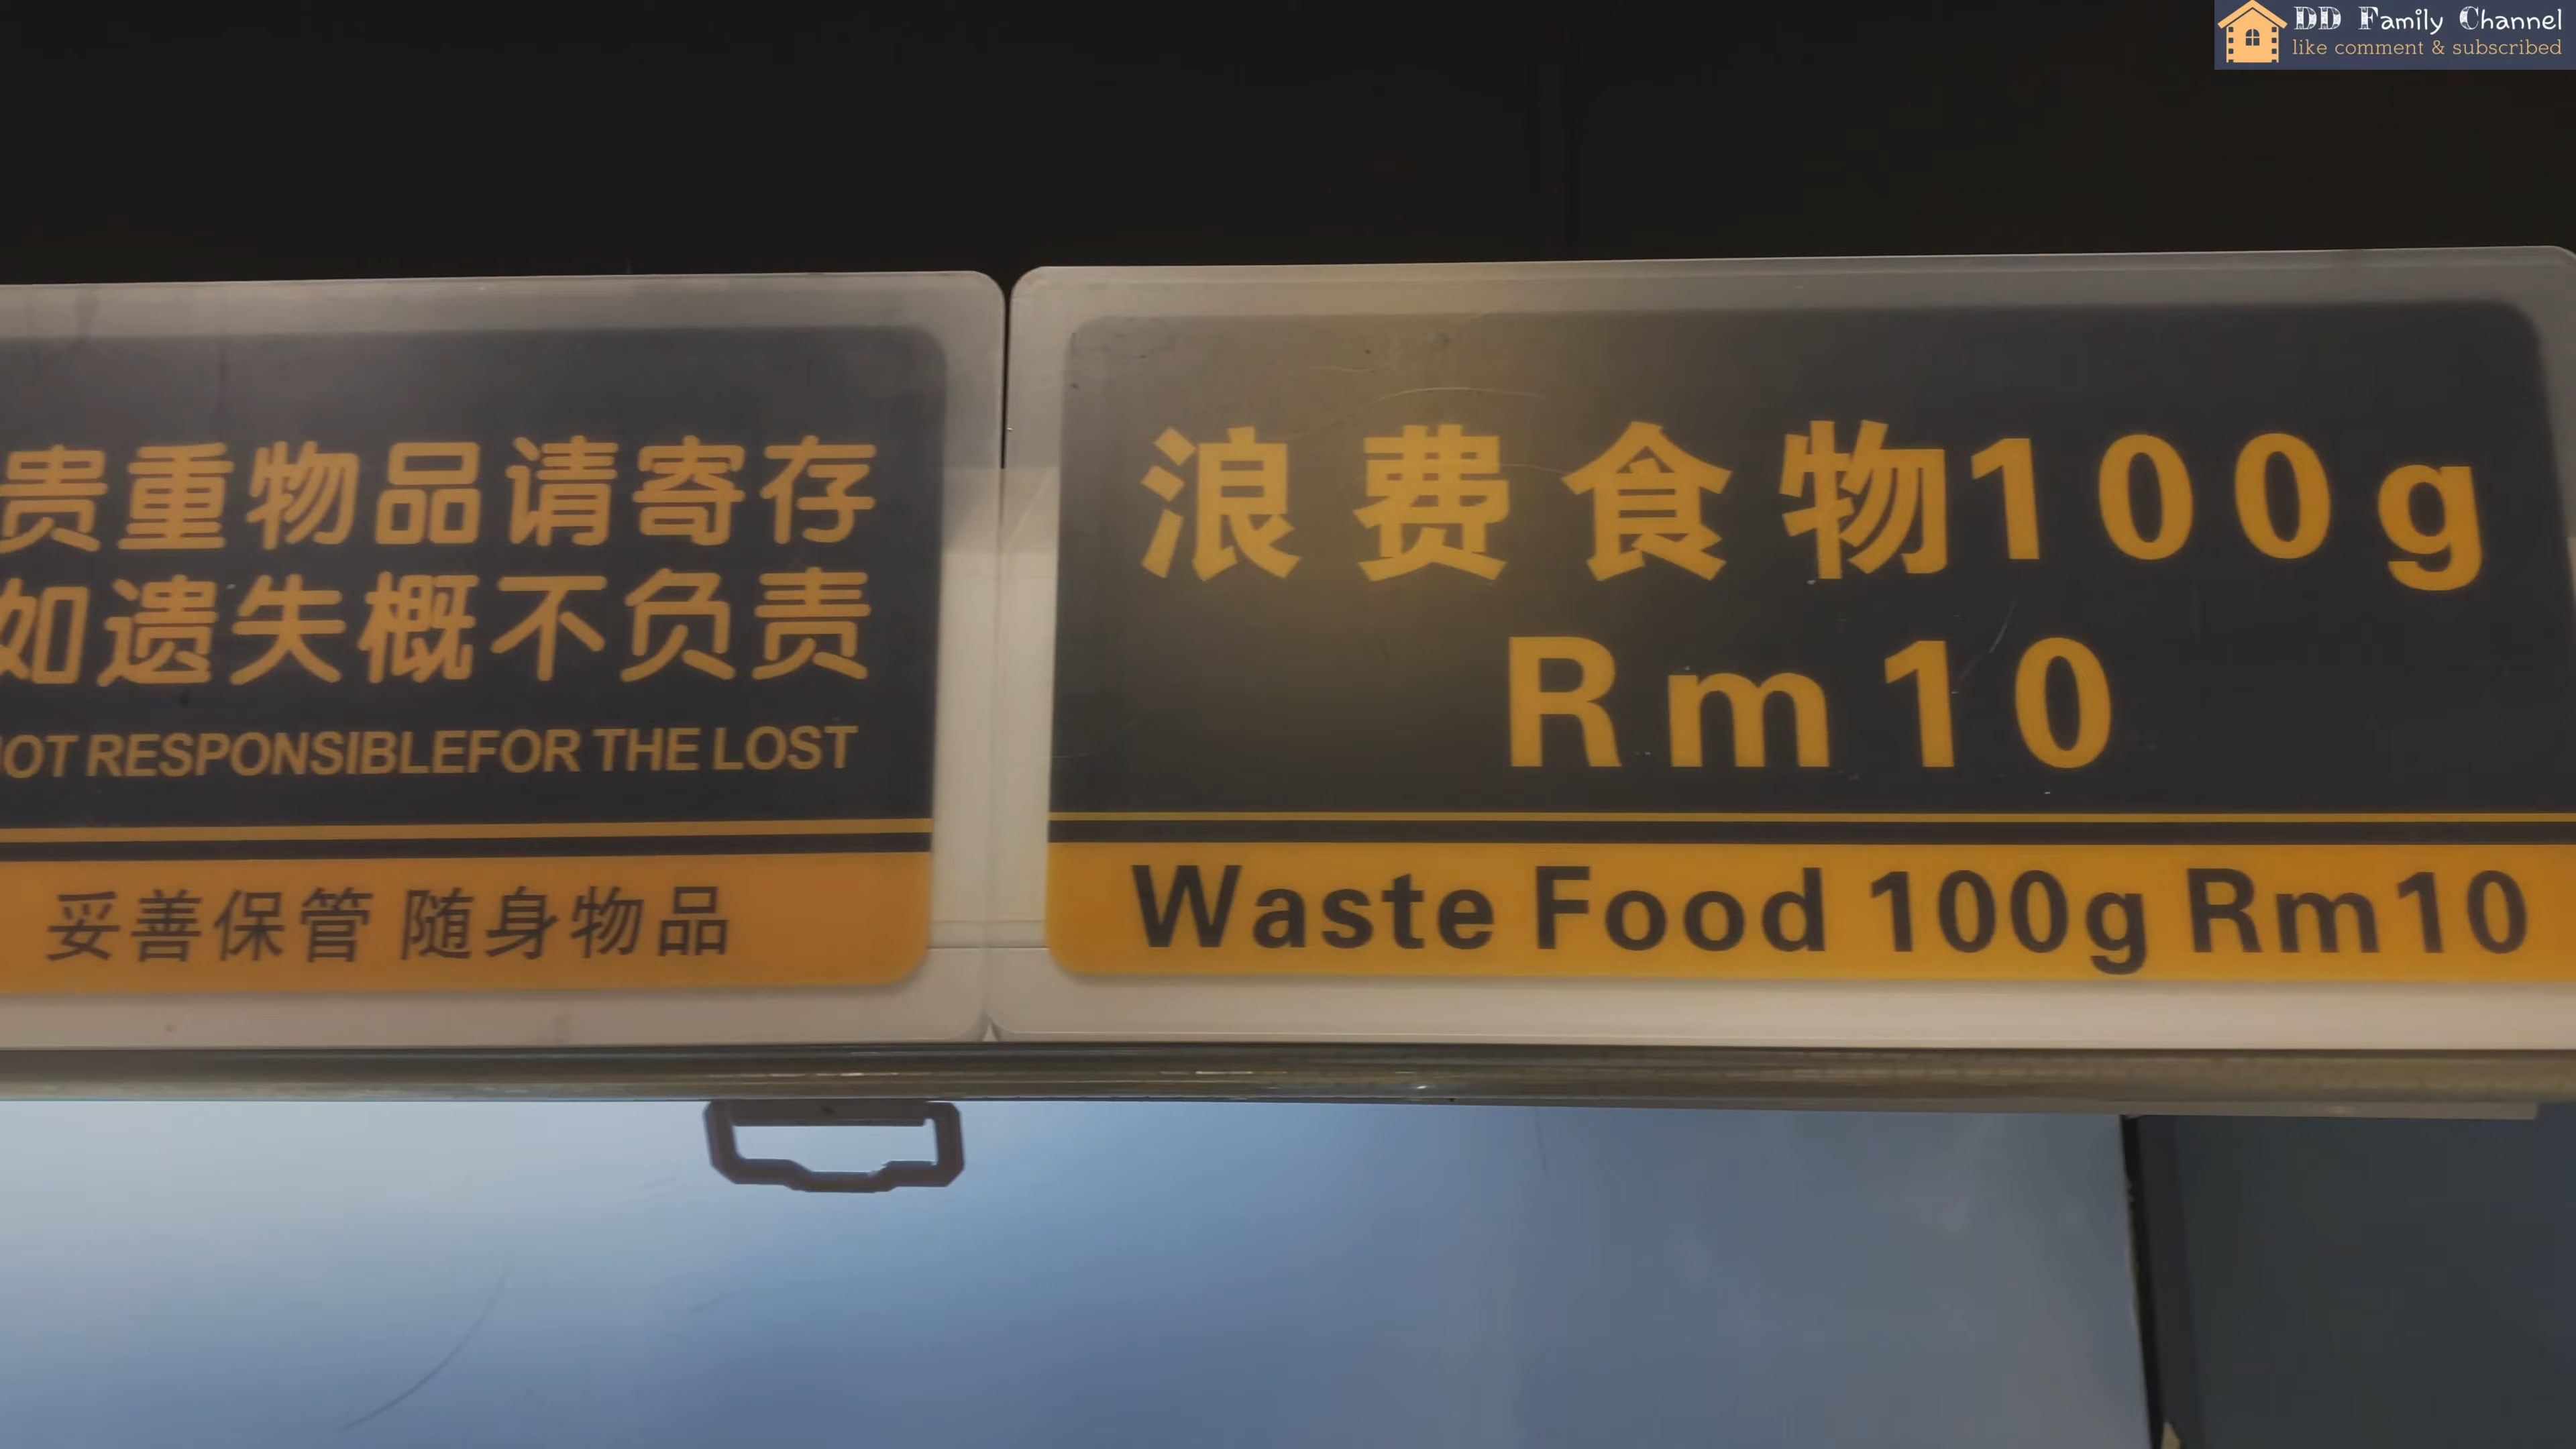 DD Family Channel
like comment & subscribed
贵重物品请寄存
如遗失概不负责
RESPONSIBLEFOR THE LOST
妥善保管 随身物品
浪费食物100g
Rm10
Waste Food 100g Rm10